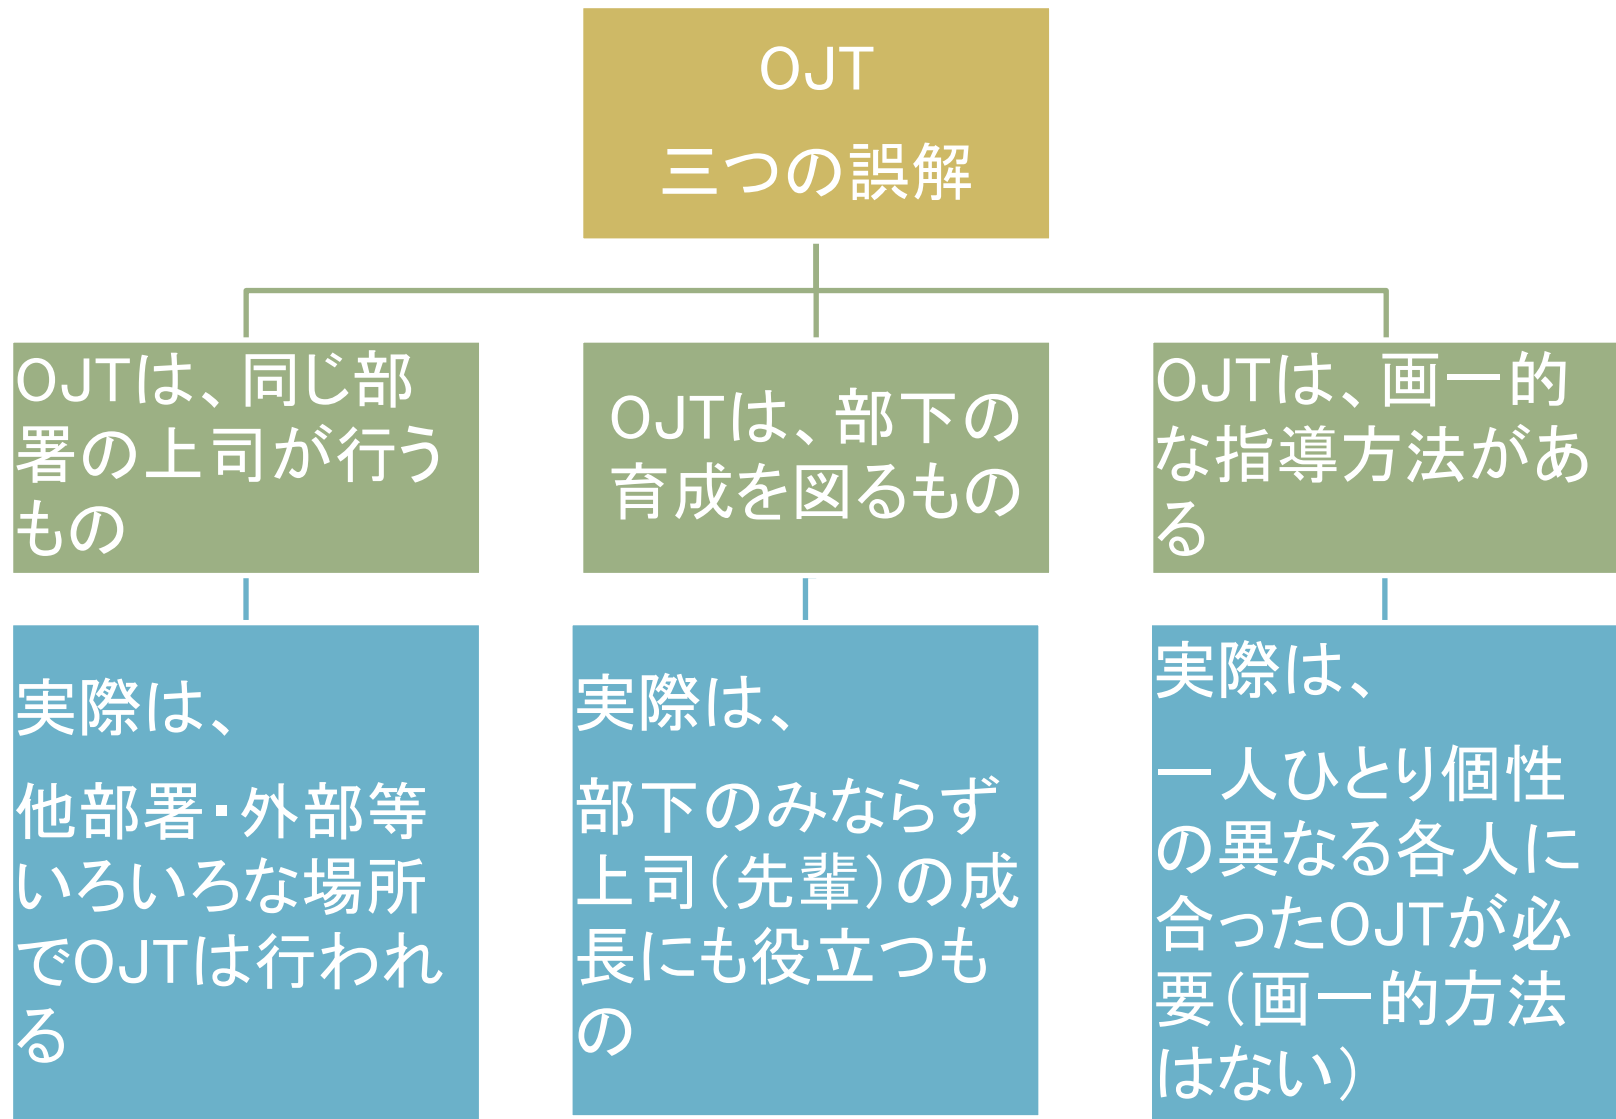 OJT
三つの誤解
OJTは、同じ部
署の上司が行う
もの
OJTは、部下の
育成を図るもの
OJTは、画一的
な指導方法があ
る
実際は、
他部署・外部等
いろいろな場所
でOJTは行われ
る
実際は、
部下のみならず
上司（先輩）の成
長にも役立つも
の
実際は、
一人ひとり個性
の異なる各人に
合ったOJTが必
要（画一的方法
はない）